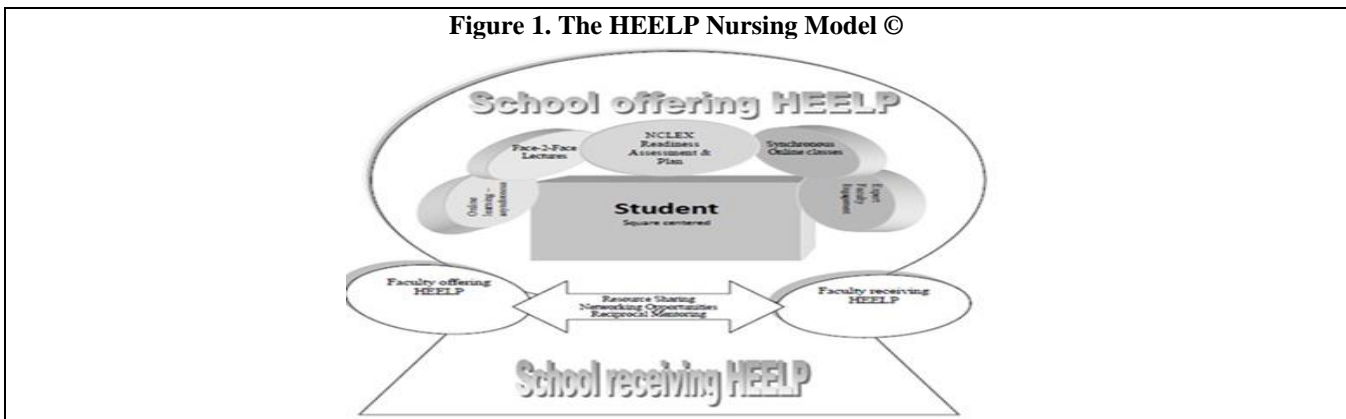 Figure 1. The HEELP Nursing Model ©
School offering HEELP
Face-2-Face
Lectures
NCLEX
Readiness
Assessment &
Plan
Synchronous
Online classes
Online
learning -
asynchronous
Expert
Faculty
Engagement
Student
Square centered
Faculty offering
HEELP
Resource Sharing
Networking Opportunities
Reciprocal Mentoring
Faculty receiving
HEELP
School receiving HEELP